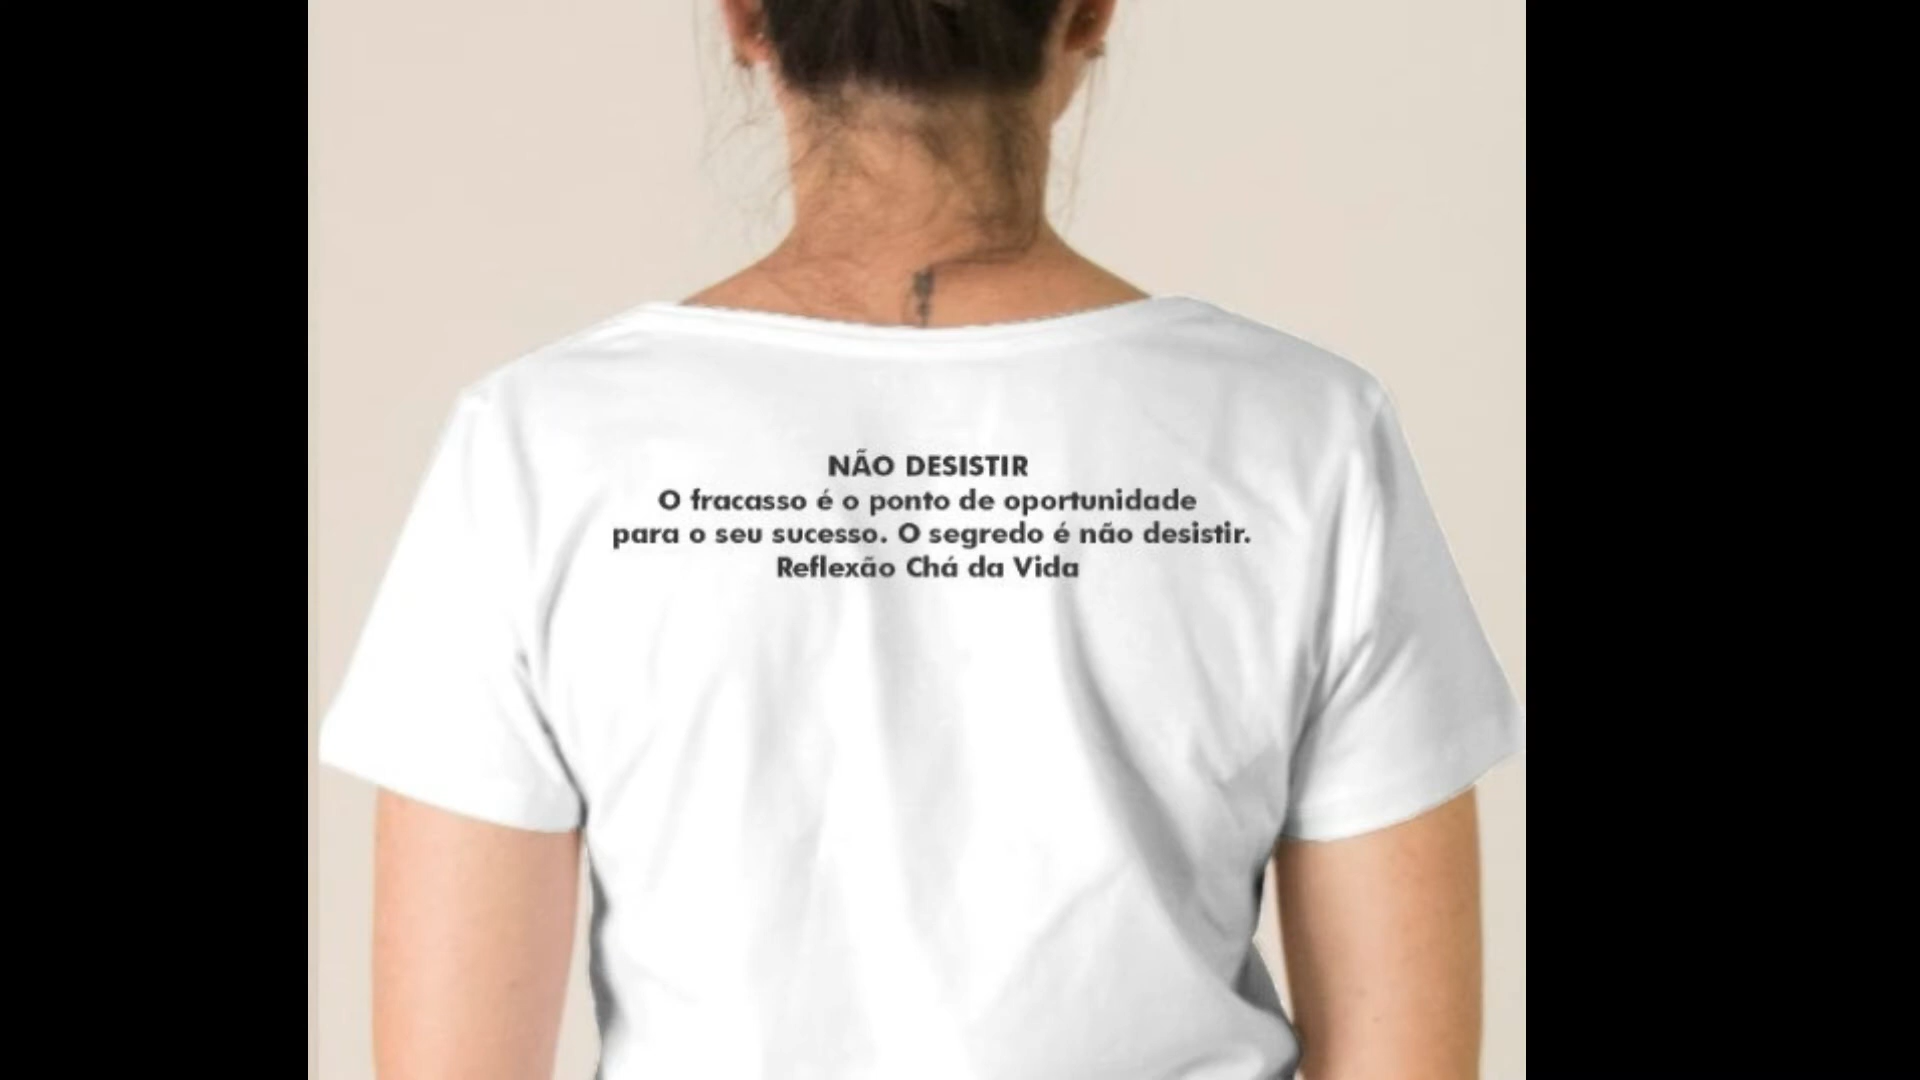 NÃO DESISTIR
O fracasso é o ponto de oportunidade
para o seu sucesso. O segredo é não desistir.
Reflexão Chá da Vida